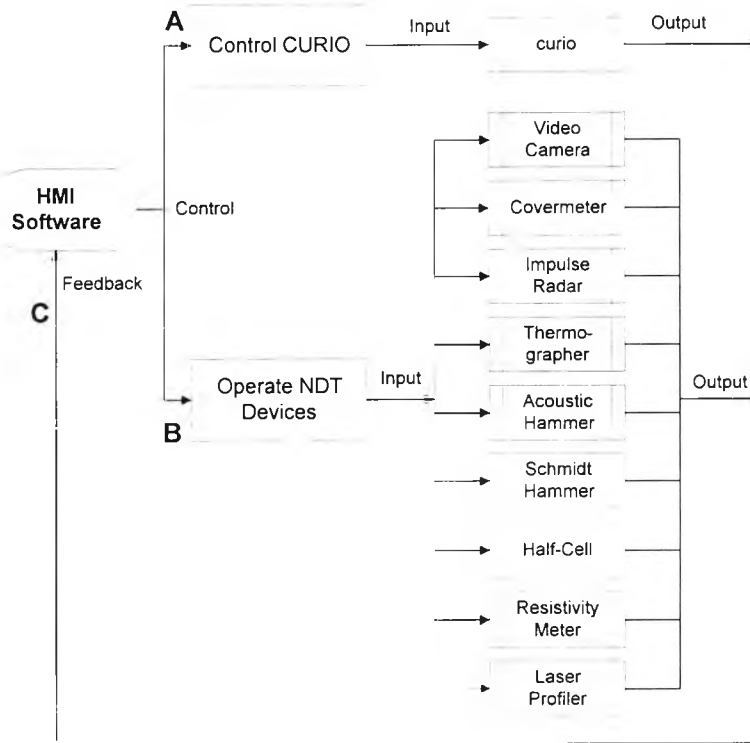 A
Control CURIO
Input
curio
Output
HMI
Software
Control
Feedback
C
Operate NDT
Devices
B
Input
Video
Camera
Covermeter
Impulse
Radar
Thermo-
grapher
Acoustic
Hammer
Schmidt
Hammer
Half-Cell
Resistivity
Meter
Laser
Profiler
Output